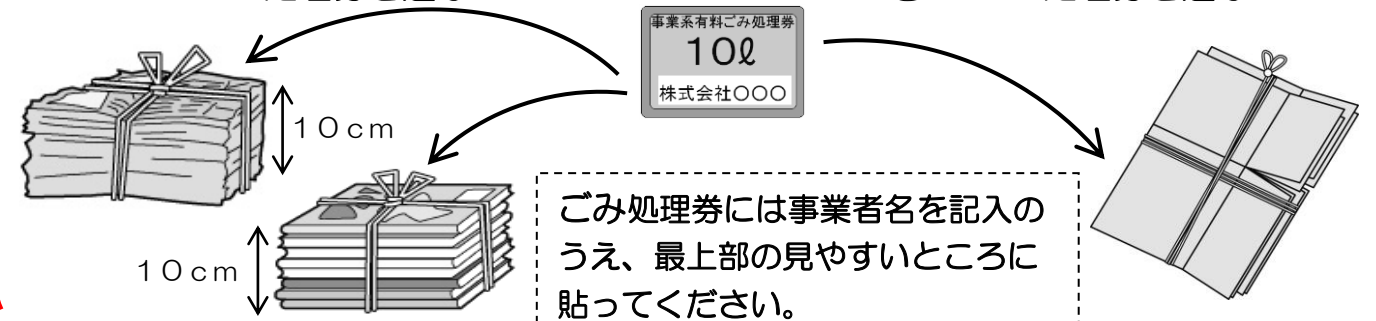 事業系有料ごみ処理券
10ℓ
株式会社○○○
10cm
10cm
ごみ処理券には事業者名を記入の
うえ、最上部の見やすいところに
貼ってください。